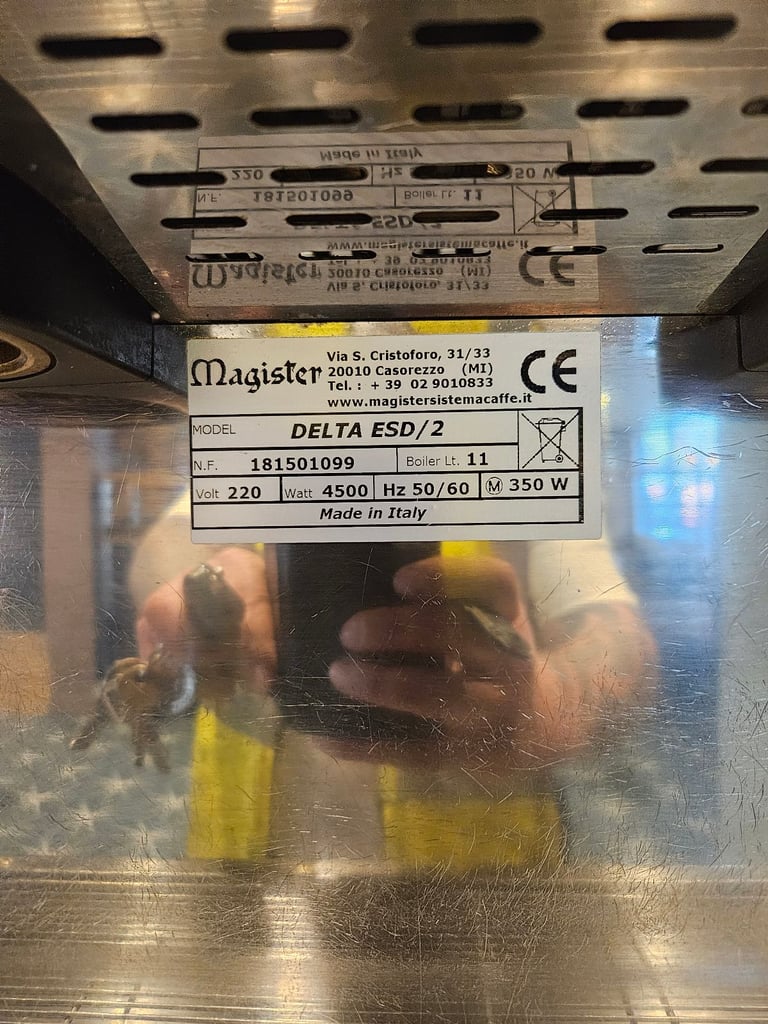 Magister
Via S. Cristoforo, 31/33
20010 Casorezzo (MI)
Tel. : + 39 02 9010833
www.magistersistemacaffe.it
CE
MODEL DELTA ESD/2
N.F. 181501099 Boiler Lt. 11
Volt 220 Watt 4500 Hz 50/60 M 350 W
Made in Italy